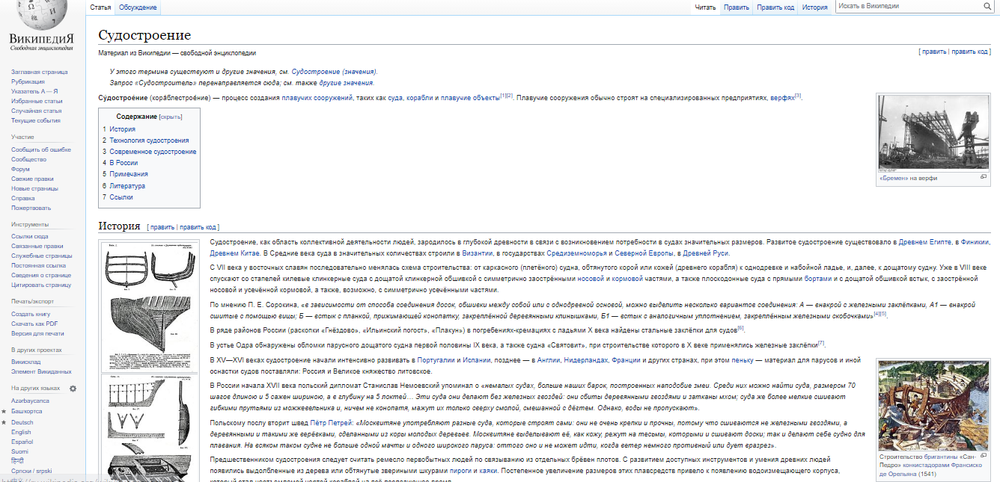 Статья Обсуждение
Читать Править Править код История
Искать в Википедии
ВикипедиЯ
Свободная энциклопедия
Заглавная страница
Рубрикация
Указатель А — Я
Избранные статьи
Случайная статья
Текущие события
Участие
Сообщить об ошибке
Сообщество
Форум
Свежие правки
Новые страницы
Справка
Пожертвовать
Инструменты
Ссылки сюда
Связанные правки
Служебные страницы
Постоянная ссылка
Сведения о странице
Цитировать страницу
Печать/экспорт
Создать книгу
Скачать как PDF
Версия для печати
В других проектах
Викисклад
Элемент Викиданных
На других языках
Azərbaycanca
Башҡортса
Deutsch
English
Español
Suomi
हिन्दी
Српски / srpski
Судостроение
Материал из Википедии — свободной энциклопедии
[ править | править код ]
У этого термина существуют и другие значения, см. Судостроение (значения).
Запрос «Судостроитель» перенаправляется сюда; см. также другие значения.
Су́дострое́ние (кора́блестрое́ние) — процесс создания плавучих сооружений, таких как суда, корабли и плавучие объекты[1][2]. Плавучие сооружения обычно строят на специализированных предприятиях, верфях[3].
Содержание [скрыть]
1 История
2 Технология судостроения
3 Современное судостроение
4 В России
5 Примечания
6 Литература
7 Ссылки
«Бремен» на верфи
История [ править | править код ]
Судостроение, как область коллективной деятельности людей, зародилось в глубокой древности в связи с возникновением потребности в судах значительных размеров. Развитое судостроение существовало в Древнем Египте, в Финикии,
Древнем Китае. В Средние века суда в значительных количествах строили в Византии, в государствах Средиземноморья и Северной Европы, в Древней Руси.
С VII века у восточных славян последовательно менялась схема строительства: от каркасного (плетёного) судна, обтянутого корой или кожей (древнего корабля) к однодревке и набойной ладье, и, далее, к дощатому судну. Уже в VIII веке
спускают со стапелей килевые клинкерные суда с дощатой клинкерной обшивкой с симметрично заострёнными носовой и кормовой частями, а также плоскодонные суда с прямыми бортами и с дощатой обшивкой встык, с заострённой
носовой и усечённой кормовой, а также, возможно, с симметрично усечёнными частями.
По мнению П. Е. Сорокина, «в зависимости от способа соединения досок, обшивки между собой или с однодревной основой, можно выделить несколько вариантов соединения: А — внакрой с железными заклёпками, А1 — внакрой
сшитые с помощью вицы; Б — встык с планкой, прижимающей конопатку, закреплённой деревянными клинышками, Б1 — встык с аналогичным уплотнением, закреплённым железными скобочками»[4][5].
В ряде районов России (раскопки «Гнёздово», «Ильинский погост», «Плакун») в погребениях-кремациях с ладьями X века найдены стальные заклёпки для судов[6].
В устье Одра обнаружены обломки парусного дощатого судна первой половины IX века, а также судна «Святовит», при строительстве которого в X веке применялись железные заклёпки[7].
В XV—XVI веках судостроение начали интенсивно развивать в Португалии и Испании, позднее — в Англии, Нидерландах, Франции и других странах, при этом пеньку — материал для парусов и иной
оснастки судов поставляли: Россия и Великое княжество литовское.
В России начала XVII века польский дипломат Станислав Немоевский упоминал о «немалых судах, больше наших барок, построенных наподобие змеи. Среди них можно найти суда, размером 70
шагов длиною и 5 сажен шириною, а в глубину на 5 локтей… Эти суда они делают без железных гвоздей: они сбиты деревянными гвоздями и затканы мхом; суда же более мелкие сшивают
гибкими прутьями из можжевельника и, ничем не конопатя, мажут их только сверху смолой, смешанной с дёгтем. Однако, воды не пропускают».
Польскому послу вторит швед Пётр Петрей: «Москвитяне употребляют разные суда, которые строят сами: они не очень крепки и прочны, потому что сшиваются не железными гвоздями, а
деревянными и такими же верёвками, сделанными из коры молодых деревьев. Москвитяне выделывают её, как кожу, режут на тесьмы, которыми и сшивают доски; так и делают себе судно для
плавания. На всяком таком судне не больше одной мачты и одного широкого паруса: оттого оно и не может идти, когда ветер немного противный или дует вразрез».
Предшественником судостроения следует считать ремесло первобытных людей по связыванию из отдельных брёвен плотов. С развитием доступных инструментов и умения древних людей
появились выдолбленные из дерева или обтянутые звериными шкурами пироги и каяки. Постепенное увеличение размеров этих плавсредств привело к появлению водоизмещающего корпуса,
Строительство бригантины «Сан-
Педро» конкистадорами Франсиско
де Орельяна (1541)